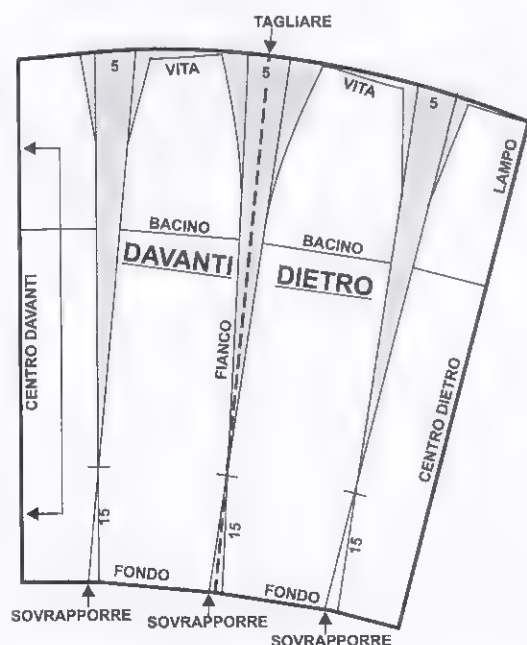 TAGLIARE
5
VITA
5
VITA
5
LAMPO
BACINO
DAVANTI
BACINO
DIETRO
CENTRO DAVANTI
FIANCO
CENTRO DIETRO
15
15
15
FONDO
FONDO
SOVRAPPORRE
SOVRAPPORRE
SOVRAPPORRE